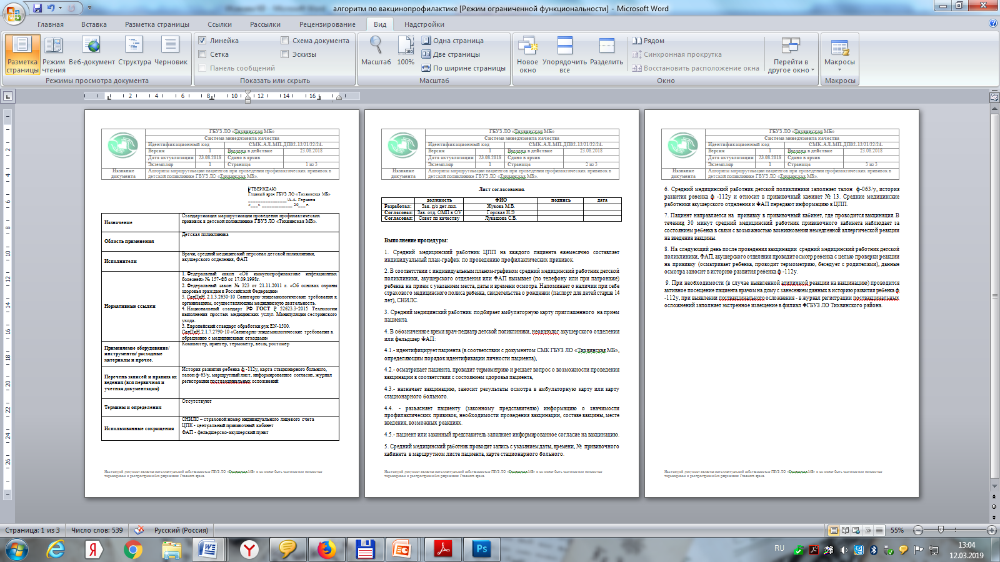 алгоритм по вакцинопрофилактике [Режим ограниченной функциональности] - Microsoft Word
Главная Вставка Разметка страницы Ссылки Рассылки Рецензирование Вид Надстройки
Разметка страницы
Режим чтения
Веб-документ
Структура
Черновик
Режимы просмотра документа
Линейка
Сетка
Панель сообщений
Схема документа
Эскизы
Показать или скрыть
Масштаб
100%
Одна страница
Две страницы
По ширине страницы
Масштаб
Новое окно
Упорядочить все
Разделить
Рядом
Синхронная прокрутка
Восстановить расположение окна
Перейти в другое окно
Окно
Макросы
Макросы
2 4 6 8 10 12 14 16
ГБУЗ ЛО «Тихвинская МБ»
Система менеджмента качества
Идентификационный код СМК-АЛ-МП-ДП02-12/21/22/24-
Версия 1 Введена в действие 23.08.2018
Дата актуализации 23.08.2018 Сдано в архив
Экземпляр 1 Страница 1 из 3
Название документа
Алгоритм маршрутизации пациентов при проведении профилактических прививок в
детской поликлинике ГБУЗ ЛО «Тихвинская МБ».
УТВЕРЖДАЮ
Главный врач ГБУЗ ЛО «Тихвинская МБ»
________________/А.А. Горшков
«___» _____________ 20___ г.
Назначение
Стандартизация маршрутизации проведения профилактических
прививок в детской поликлинике ГБУЗ ЛО «Тихвинская МБ».
Область применения
Детская поликлиника
Исполнители
Врачи, средний медицинский персонал детской поликлиники,
акушерского отделения, ФАП
Нормативные ссылки
1. Федеральный закон «Об иммунопрофилактике инфекционных
болезней» № 157-ФЗ от 17.09.1998г.
2. Федеральный закон № 323 от 21.11.2011 г. «Об основах охраны
здоровья граждан в Российской Федерации»
3. СанПиН 2.1.3.2630-10 Санитарно-эпидемиологические требования к
организациям, осуществляющим медицинскую деятельность.
4. Национальный стандарт РФ ГОСТ Р 52623.3-2015 Технологии
выполнения простых медицинских услуг. Манипуляции сестринского
ухода.
5. Европейский стандарт обработки рук EN-1500.
СанПиН 2.1.7.2790-10 «Санитарно-эпидемиологические требования к
обращению с медицинскими отходами»
Применяемое оборудование/
инструменты/ расходные
материалы и прочее.
Компьютер, принтер, термометр, весы, ростомер
Перечень записей и правила их
ведения (вся первичная и
учетная документация)
История развития ребенка ф.-112у, карта стационарного больного,
талон ф-63/у, маршрутный лист, информированное согласие, журнал
регистрации поствакцинальных осложнений
Термины и определения
Отсутствуют
Использованные сокращения
СНИЛС – страховой номер индивидуального лицевого счета
ЦПК - центральный прививочный кабинет
ФАП - фельдшерско-акушерский пункт
Настоящий документ является интеллектуальной собственностью ГБУЗ ЛО «Тихвинская МБ» и не может быть частично или полностью
тиражирован и распространен без разрешения Главного врача.
ГБУЗ ЛО «Тихвинская МБ»
Система менеджмента качества
Идентификационный код СМК-АЛ-МП-ДП02-12/21/22/24-
Версия 1 Введена в действие 23.08.2018
Дата актуализации 23.08.2018 Сдано в архив
Экземпляр 1 Страница 2 из 3
Название документа
Алгоритм маршрутизации пациентов при проведении профилактических прививок в
детской поликлинике ГБУЗ ЛО «Тихвинская МБ».
Лист согласования.
должность ФИО подпись дата
Разработал: Зав. п/о дет.пол. Жукова М.В.
Согласовал: Зав. отд. ОМП в ОУ Горская Н.Э
Согласовал: Совет по качеству Лукашова С.В.
Выполнение процедуры:
1. Средний медицинский работник ЦПП на каждого пациента ежемесячно составляет
индивидуальный план-график по проведению профилактических прививок.
2. В соответствии с индивидуальным планом-графиком средний медицинский работник детской
поликлиники, акушерского отделения или ФАП вызывает (по телефону или при патронаже)
ребенка на прием с указанием места, даты и времени осмотра. Напоминает о наличии при себе
страхового медицинского полиса ребенка, свидетельства о рождении (паспорт для детей старше 14
лет), СНИЛС.
3. Средний медицинский работник подбирает амбулаторную карту приглашенного на прием
пациента.
4. В обозначенное время врач-педиатр детской поликлиники, неонатолог акушерского отделения
или фельдшер ФАП:
4.1.- идентифицирует пациента (в соответствии с документом СМК ГБУЗ ЛО «Тихвинская МБ»,
определяющим порядок идентификации личности пациента),
4.2.- осматривает пациента, проводит термометрию и решает вопрос о возможности проведения
вакцинации в соответствии с состоянием здоровья пациента,
4.3.- назначает вакцинацию, заносит результаты осмотра в амбулаторную карту или карту
стационарного больного.
4.4. - разъясняет пациенту (законному представителю) информацию о значимости
профилактических прививок, необходимости проведения вакцинации, составе вакцины, месте
введения, возможных реакциях.
4.5.- пациент или законный представитель заполняет информированное согласие на вакцинацию.
5. Средний медицинский работник проводит запись с указанием даты, времени, № прививочного
кабинета в маршрутном листе пациента, карте стационарного больного.
Настоящий документ является интеллектуальной собственностью ГБУЗ ЛО «Тихвинская МБ» и не может быть частично или полностью
тиражирован и распространен без разрешения Главного врача.
ГБУЗ ЛО «Тихвинская МБ»
Система менеджмента качества
Идентификационный код СМК-АЛ-МП-ДП02-12/21/22/24-
Версия 1 Введена в действие 23.08.2018
Дата актуализации 23.08.2018 Сдано в архив
Экземпляр 1 Страница 3 из 3
Название документа
Алгоритм маршрутизации пациентов при проведении профилактических прививок в
детской поликлинике ГБУЗ ЛО «Тихвинская МБ».
6. Средний медицинский работник детской поликлиники заполняет талон ф-063/у, история
развития ребенка ф -112у и относит в прививочный кабинет № 13. Средние медицинские
работники акушерского отделения и ФАП передают информацию в ЦПП.
7. Пациент направляется на прививку в прививочный кабинет, где проводится вакцинация. В
течении, 30 минут средний медицинский работник прививочного кабинета наблюдает за
состоянием ребенка в связи с возможностью возникновения немедленной аллергической реакции
на введение вакцины.
8. На следующий день после проведения вакцинации средний медицинский работник детской
поликлиники, ФАП, акушерского отделения проводит осмотр ребенка с целью проверки реакции
на прививку (осматривает ребенка, проводит термометрию, беседует с родителями), данные
осмотра заносит в историю развития ребенка ф -112у.
9. При необходимости (в случае выявленной атипичной реакции на вакцинацию) проводится
активное посещение пациента врачом на дому с занесением данных в историю развития ребенка ф
-112у, при выявлении поствакцинального осложнения - в журнал регистрации поствакцинальных
осложнений заполняет экстренное извещение в филиал ФГБУЗ ЛО Тихвинского района.
Настоящий документ является интеллектуальной собственностью ГБУЗ ЛО «Тихвинская МБ» и не может быть частично или полностью
тиражирован и распространен без разрешения Главного врача.
Страница: 1 из 3 Число слов: 539 Русский (Россия) 55%
RU
13:04
12.03.2019